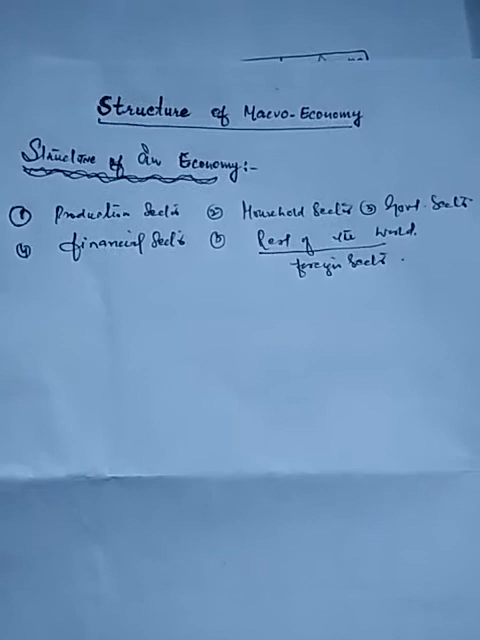 Structure of Macro-Economy
Structure of an Economy:-
① Production Sector ② Household Sector ③ Govt. Sector
④ financial Sector ⑤ Rest of the World.
foreign Sector.